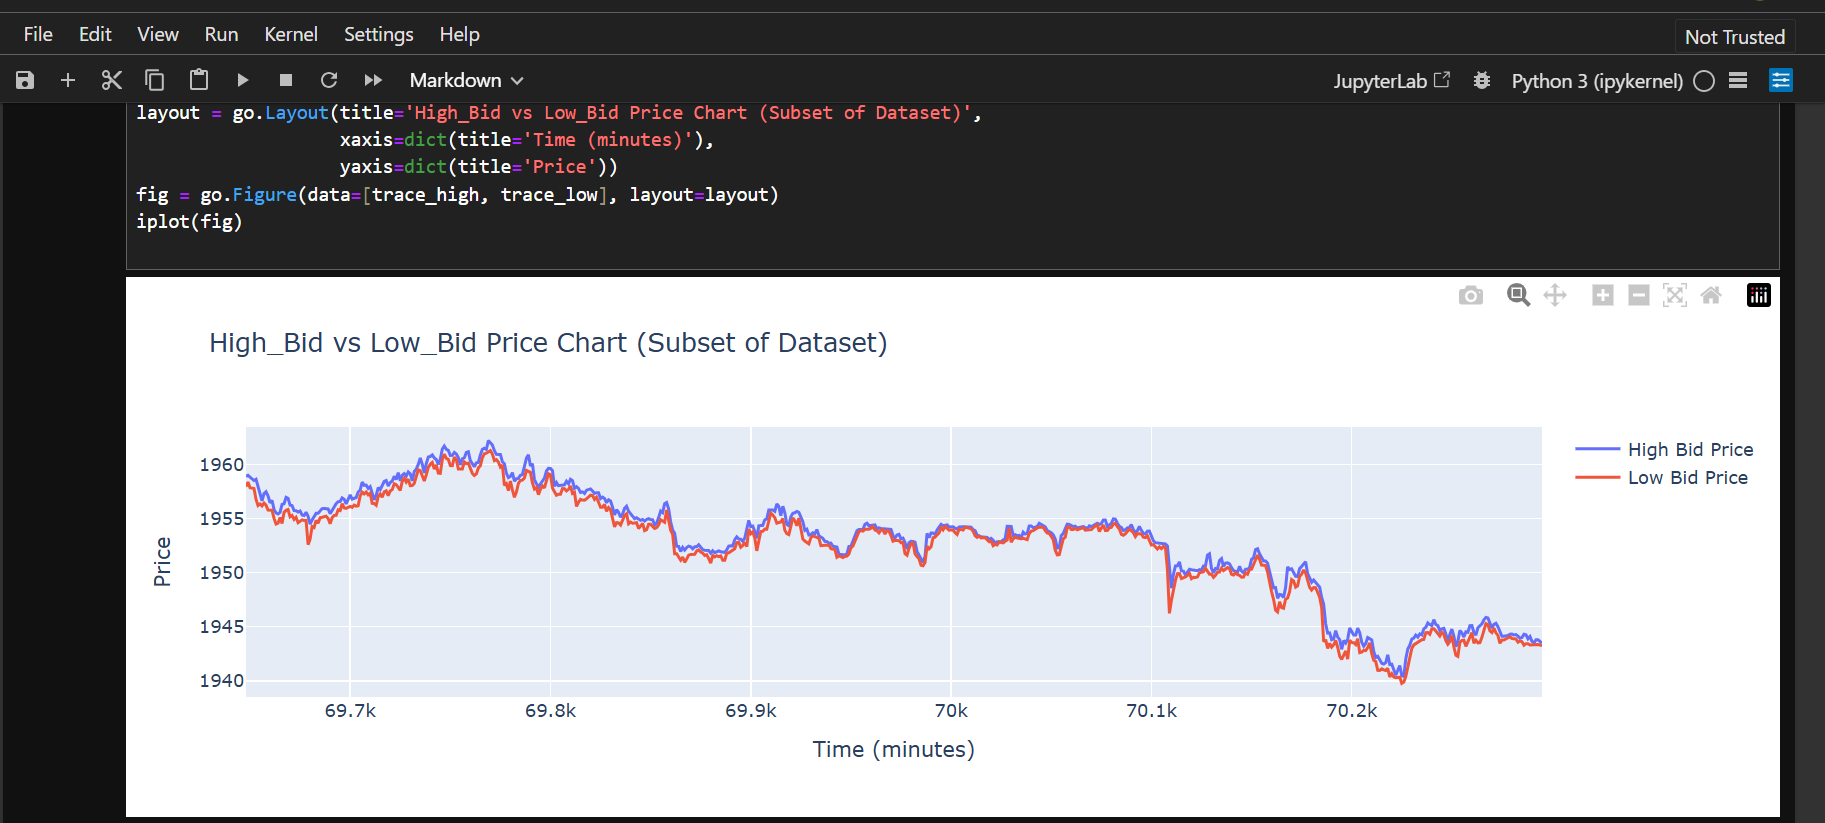 File Edit View Run Kernel Settings Help Not Trusted
Markdown JupyterLab Python 3 (ipykernel)
layout = go.Layout(title='High_Bid vs Low_Bid Price Chart (Subset of Dataset)',
xaxis=dict(title='Time (minutes)'),
yaxis=dict(title='Price'))
fig = go.Figure(data=[trace_high, trace_low], layout=layout)
iplot(fig)
High_Bid vs Low_Bid Price Chart (Subset of Dataset)
High Bid Price
Low Bid Price
1960
1955
1950
1945
1940
Price
69.7k 69.8k 69.9k 70k 70.1k 70.2k
Time (minutes)